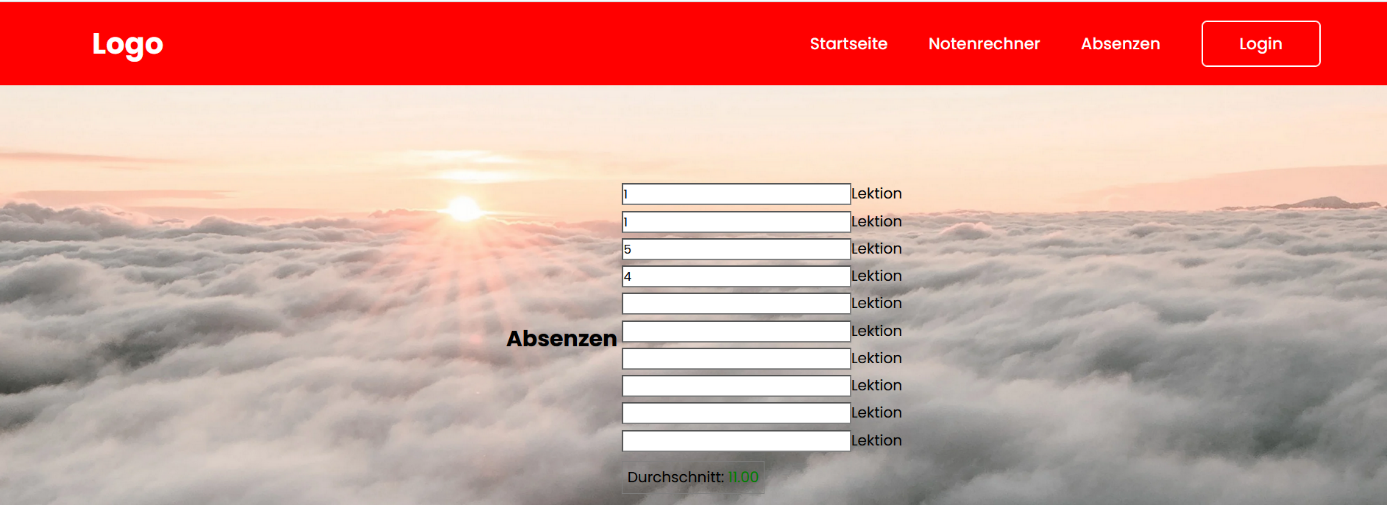 Logo Startseite Notenrechner Absenzen Login
1 Lektion
1 Lektion
5 Lektion
4 Lektion
Lektion
Lektion
Absenzen
Lektion
Lektion
Lektion
Lektion
Durchschnitt: 11.00